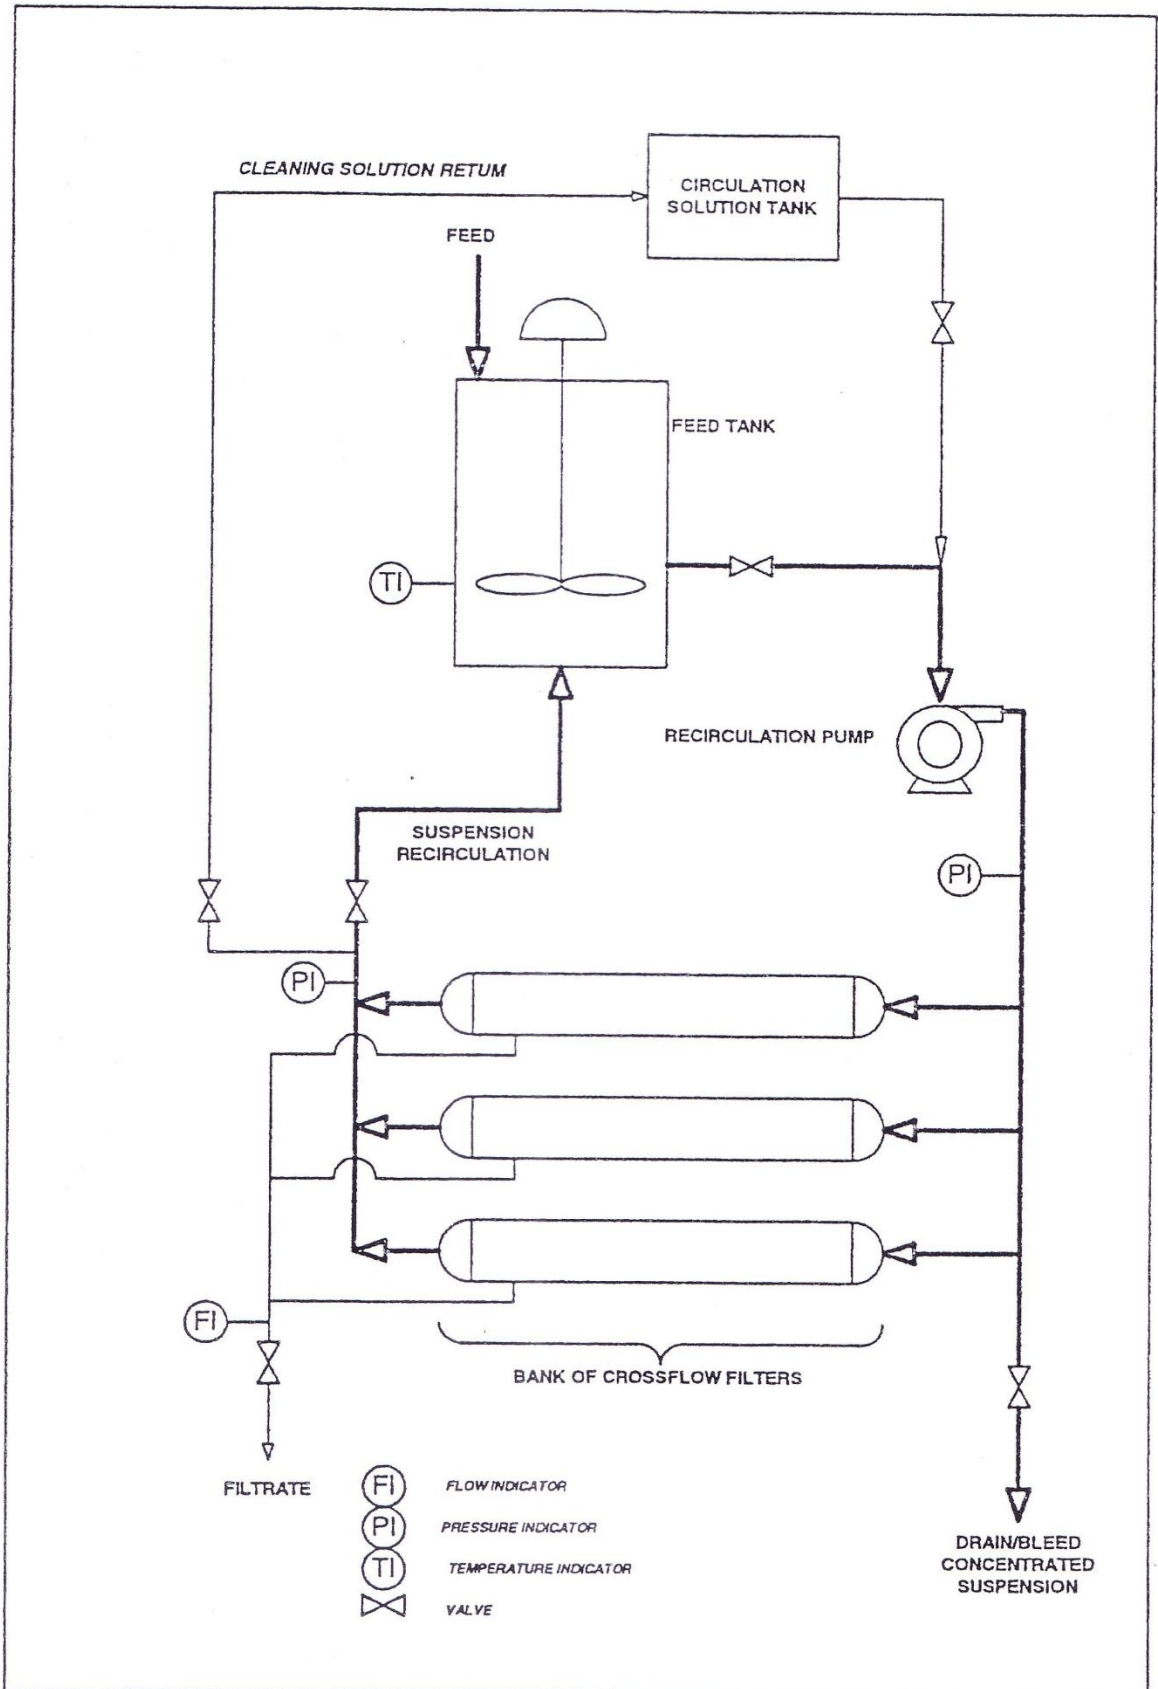 CLEANING SOLUTION RETUM
CIRCULATION
SOLUTION TANK
FEED
FEED TANK
TI
RECIRCULATION PUMP
SUSPENSION
RECIRCULATION
PI
PI
FI
BANK OF CROSSFLOW FILTERS
FILTRATE
FI FLOW INDICATOR
PI PRESSURE INDICATOR
TI TEMPERATURE INDICATOR
VALVE
DRAIN/BLEED
CONCENTRATED
SUSPENSION